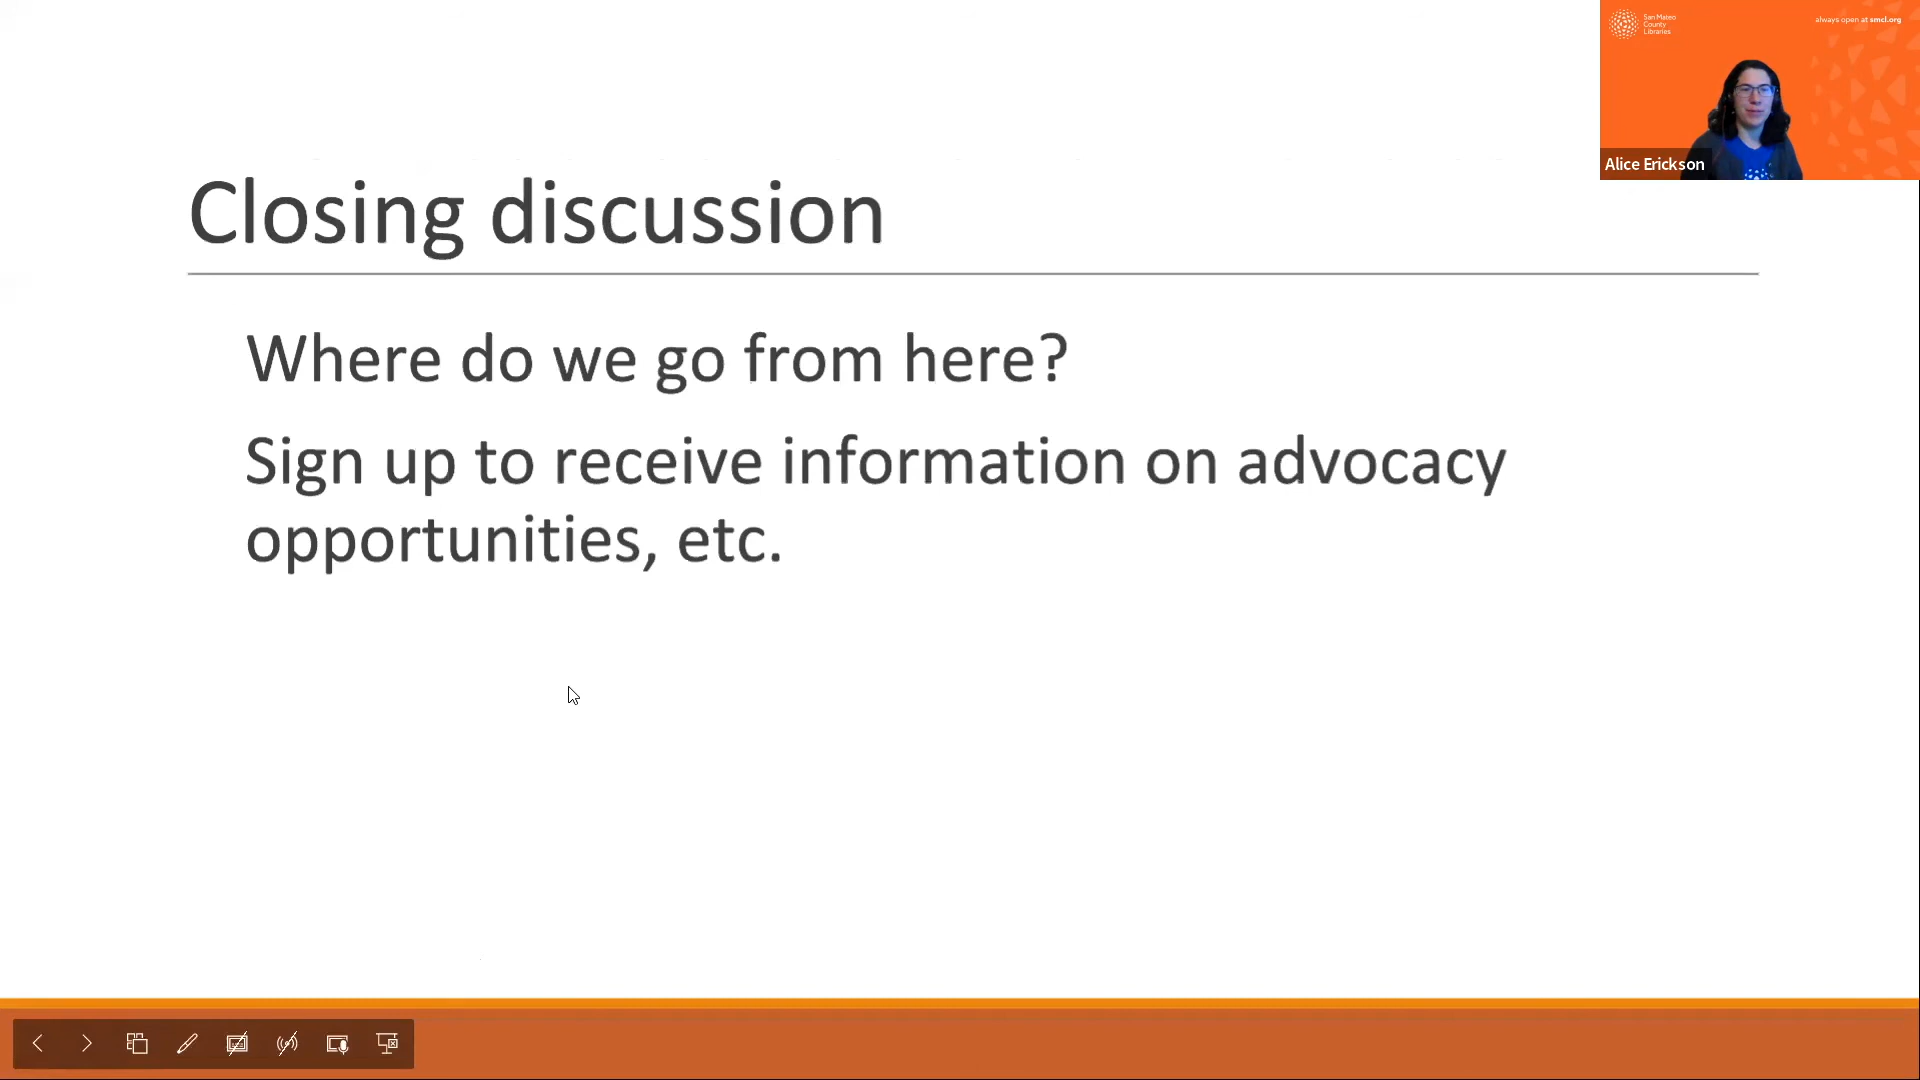 San Mateo
County
Libraries
always open at smcl.org
Alice Erickson
Closing discussion
Where do we go from here?
Sign up to receive information on advocacy
opportunities, etc.